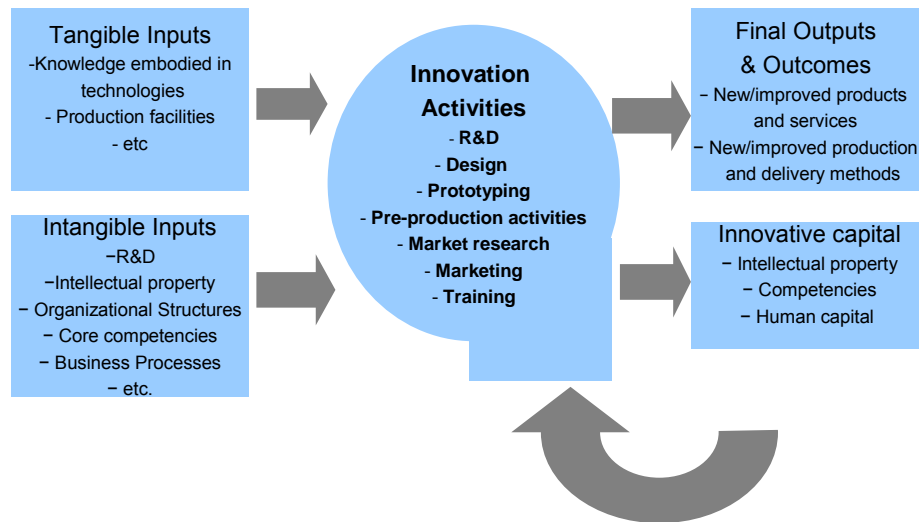 Tangible Inputs
-Knowledge embodied in
technologies
- Production facilities
- etc
Intangible Inputs
−R&D
−Intellectual property
− Organizational Structures
− Core competencies
− Business Processes
− etc.
Innovation
Activities
- R&D
- Design
- Prototyping
- Pre-production activities
- Market research
- Marketing
- Training
Final Outputs
& Outcomes
− New/improved products
and services
− New/improved production
and delivery methods
Innovative capital
− Intellectual property
− Competencies
− Human capital